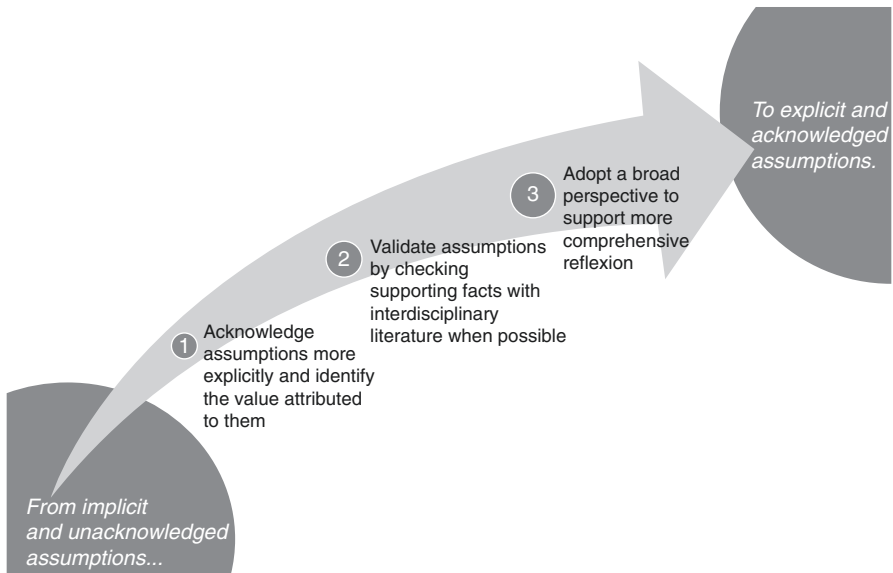 To explicit and
acknowledged
assumptions.
3
Adopt a broad
perspective to
support more
comprehensive
reflexion
2
Validate assumptions
by checking
supporting facts with
interdisciplinary
literature when possible
1
Acknowledge
assumptions more
explicitly and identify
the value attributed
to them
From implicit
and unacknowledged
assumptions...